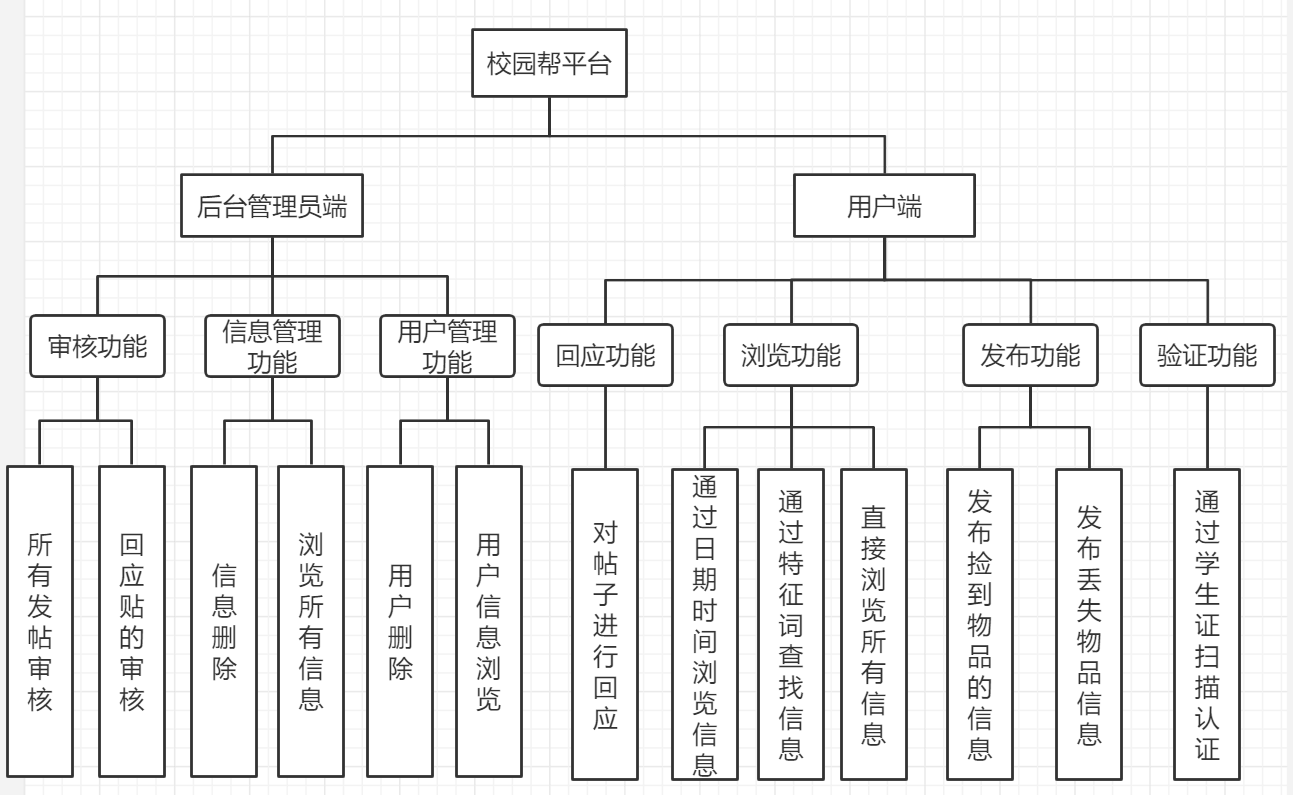 校园帮平台
后台管理员端
用户端
审核功能
信息管理
功能
用户管理
功能
回应功能
浏览功能
发布功能
验证功能
所有发帖审核
回应贴的审核
信息删除
浏览所有信息
用户删除
用户信息浏览
对帖子进行回应
通过日期时间浏览信息
通过特征词查找信息
直接浏览所有信息
发布捡到物品的信息
发布丢失物品信息
通过学生证扫描认证